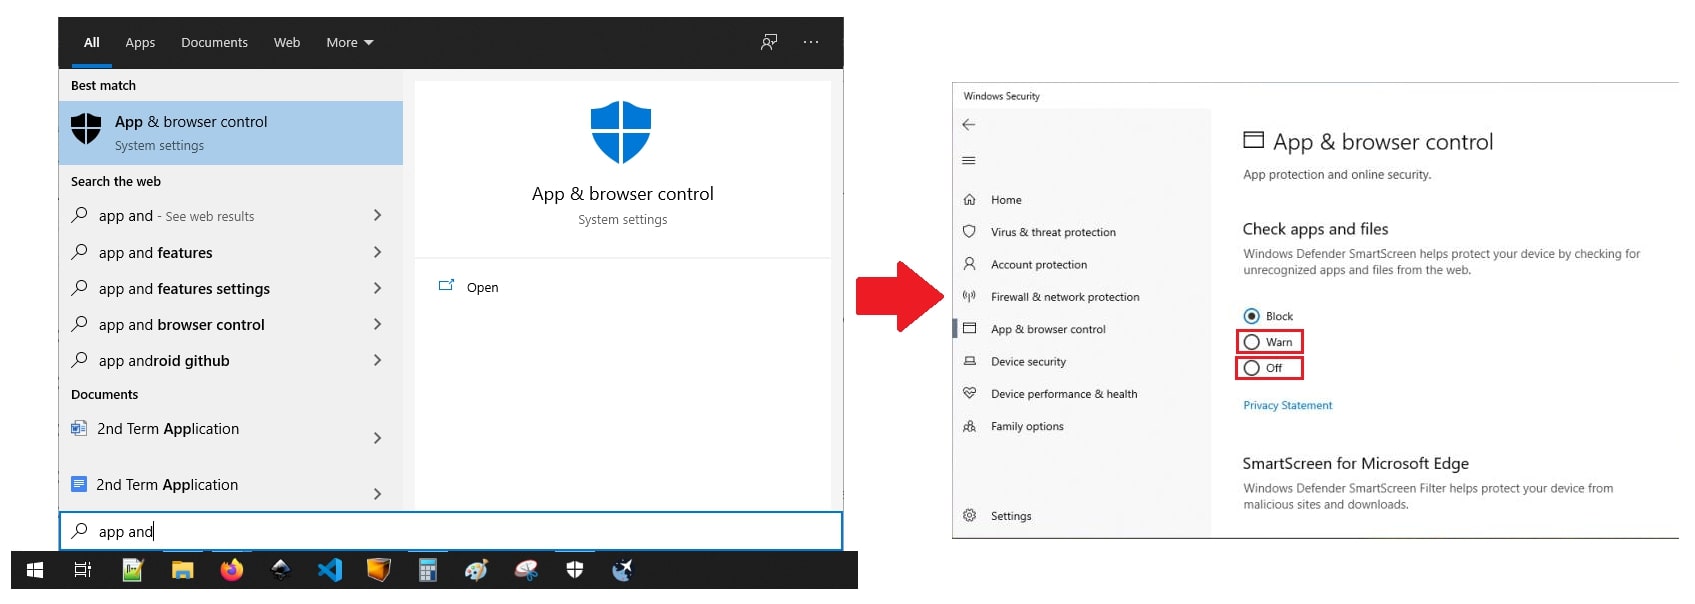 All Apps Documents Web More
Best match
App & browser control
System settings
Search the web
app and - See web results
app and features
app and features settings
app and browser control
app android github
Documents
2nd Term Application
2nd Term Application
app and
App & browser control
System settings
Open
Windows Security
Home
Virus & threat protection
Account protection
Firewall & network protection
App & browser control
Device security
Device performance & health
Family options
Settings
App & browser control
App protection and online security.
Check apps and files
Windows Defender SmartScreen helps protect your device by checking for
unrecognized apps and files from the web.
Block
Warn
Off
Privacy Statement
SmartScreen for Microsoft Edge
Windows Defender SmartScreen Filter helps protect your device from
malicious sites and downloads.